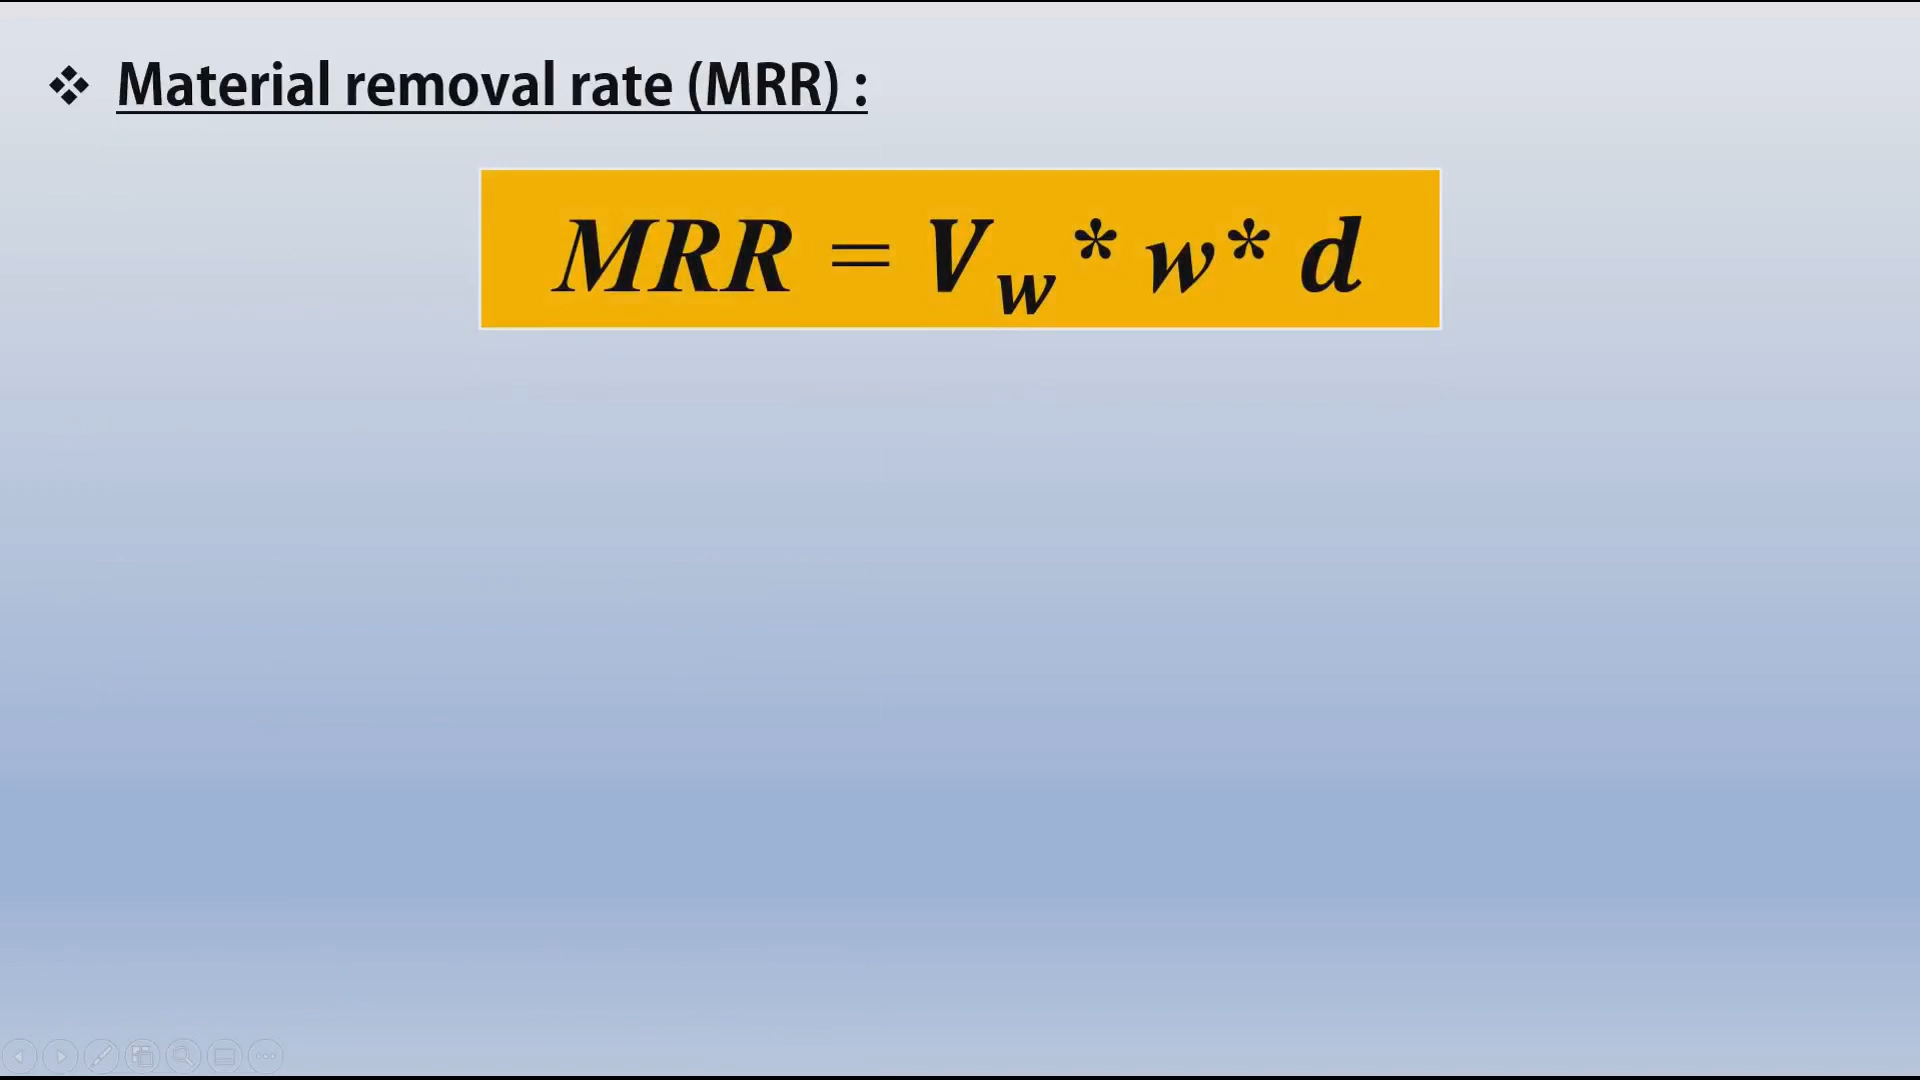 ❖ Material removal rate (MRR) :
MRR = V_w * w * d